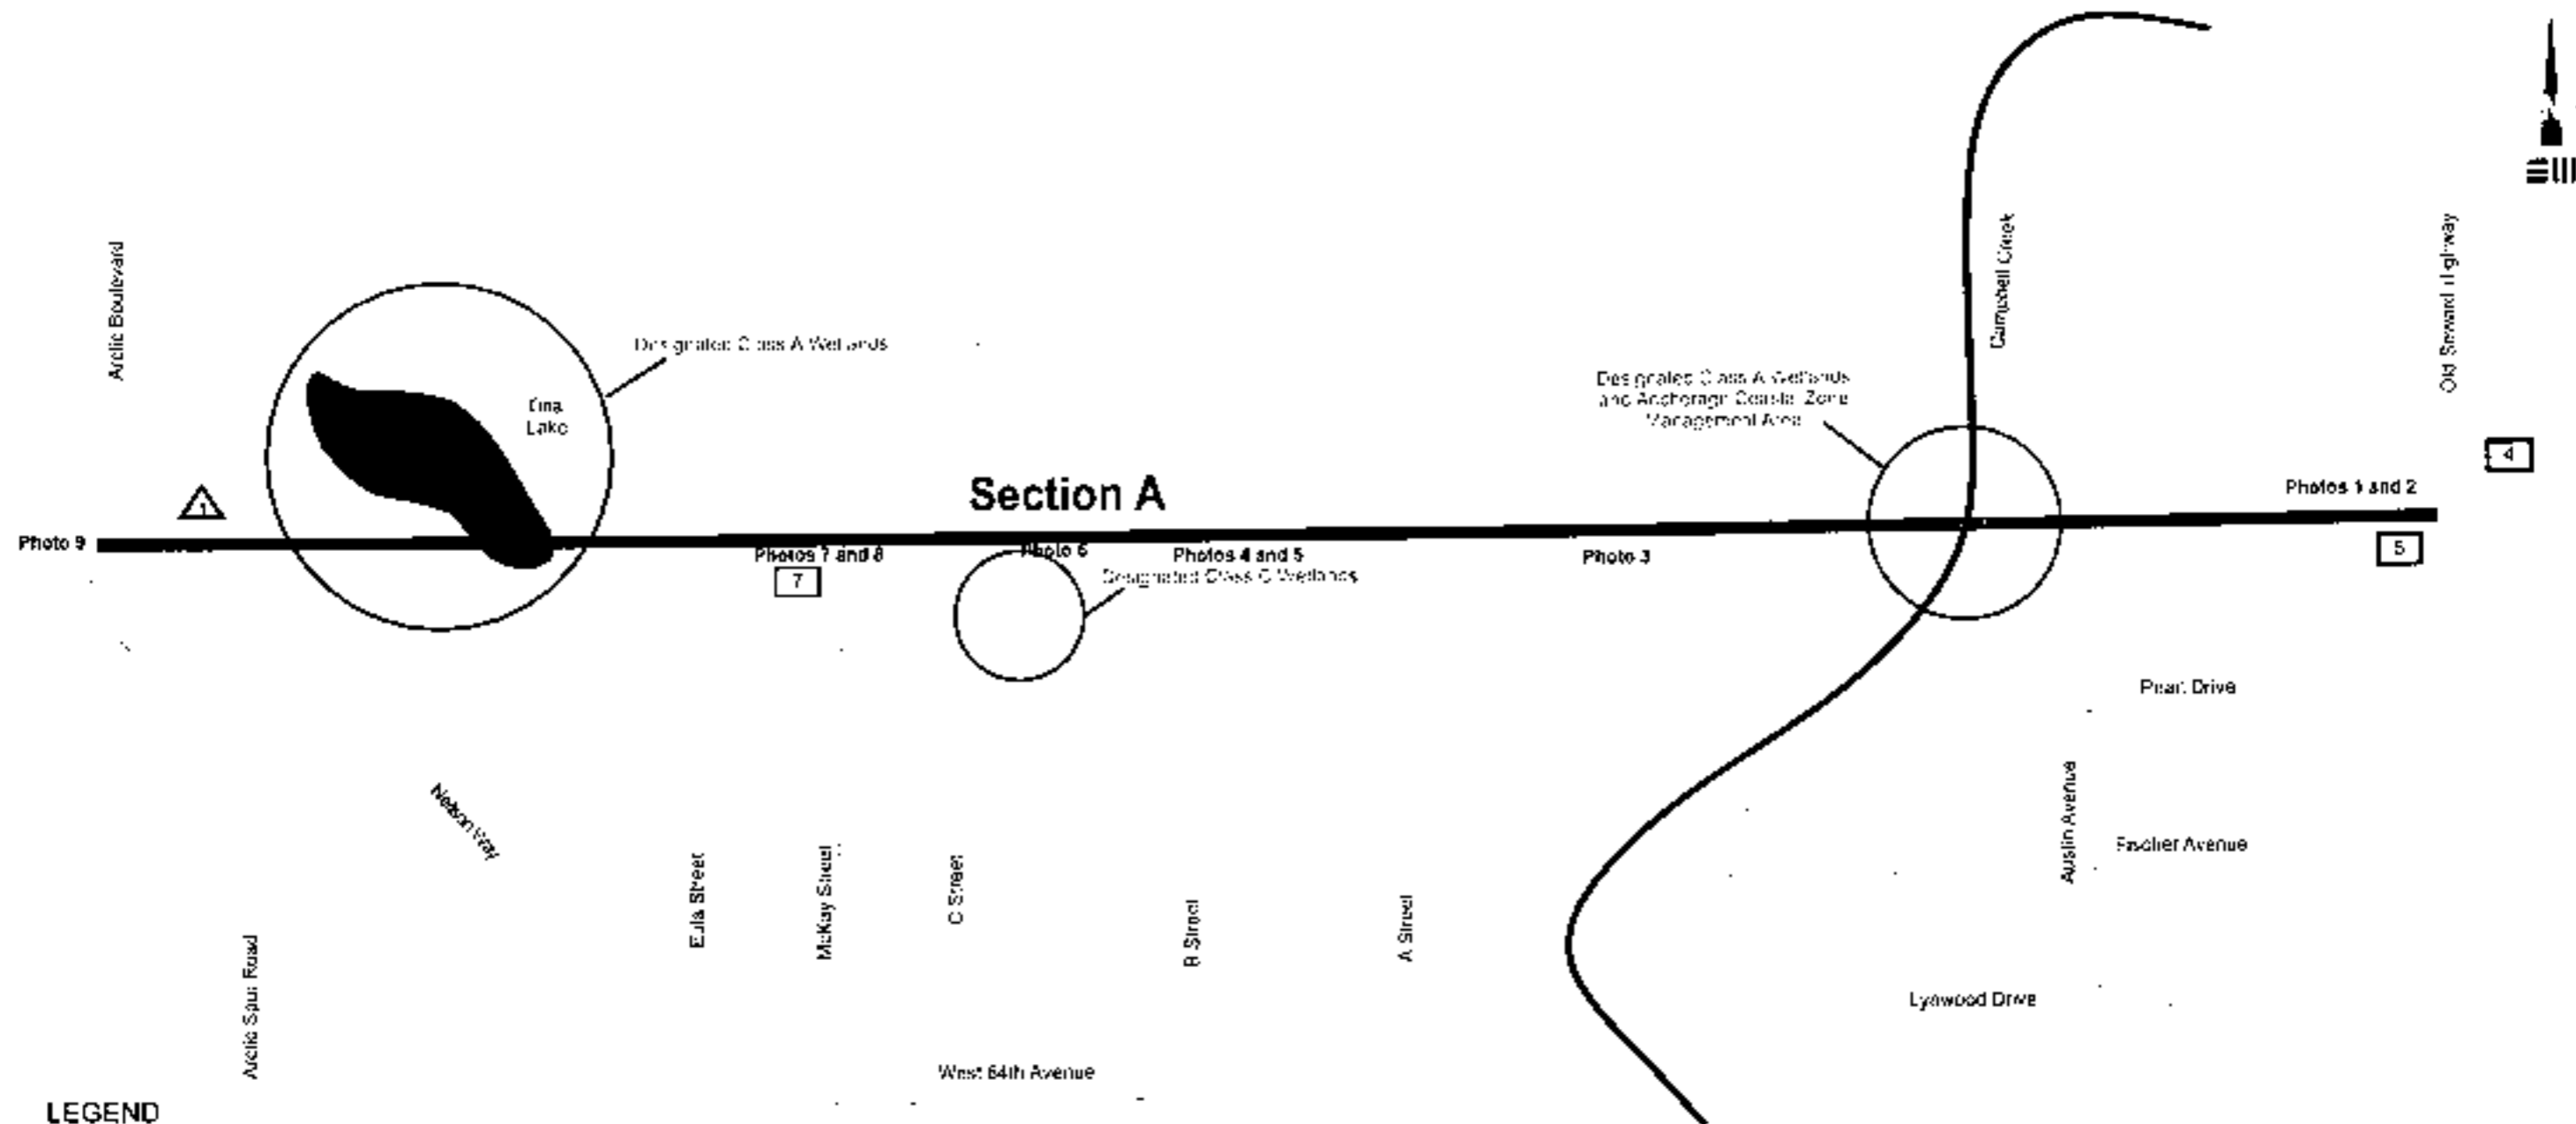 Arctic Boulevard
Campbell Creek
Old Seward Highway
Designated Class A Wetlands
Designated Class A Wetlands
and Anchorage Coastal Zone
Management Area
Tina
Lake
4
Section A
Photos 1 and 2
1
Photo 9
Photos 7 and 8
Photo 6
Photos 4 and 5
Photo 3
5
7
Designated Class C Wetlands
Pearl Drive
Nelson Way
Austin Avenue
Fischer Avenue
Eula Street
McKay Street
C Street
B Street
A Street
Arctic Spur Road
Lynwood Drive
West 64th Avenue
LEGEND